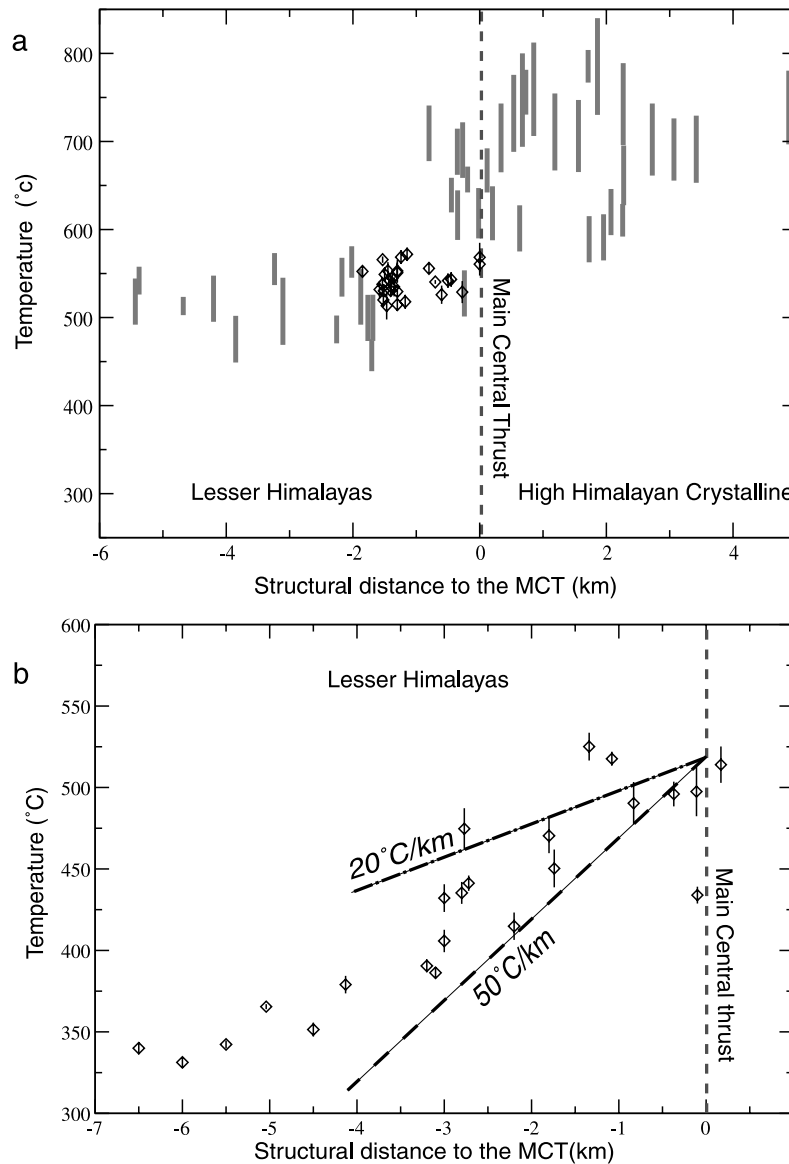 a
800
700
600
500
400
300
Temperature (˚c)
Main Central Thrust
Lesser Himalayas
High Himalayan Crystalline
-6
-4
-2
0
2
4
Structural distance to the MCT (km)
b
600
550
500
450
400
350
300
Temperature (˚C)
Lesser Himalayas
20˚C/km
50˚C/km
Main Central thrust
-7
-6
-5
-4
-3
-2
-1
0
Structural distance to the MCT(km)